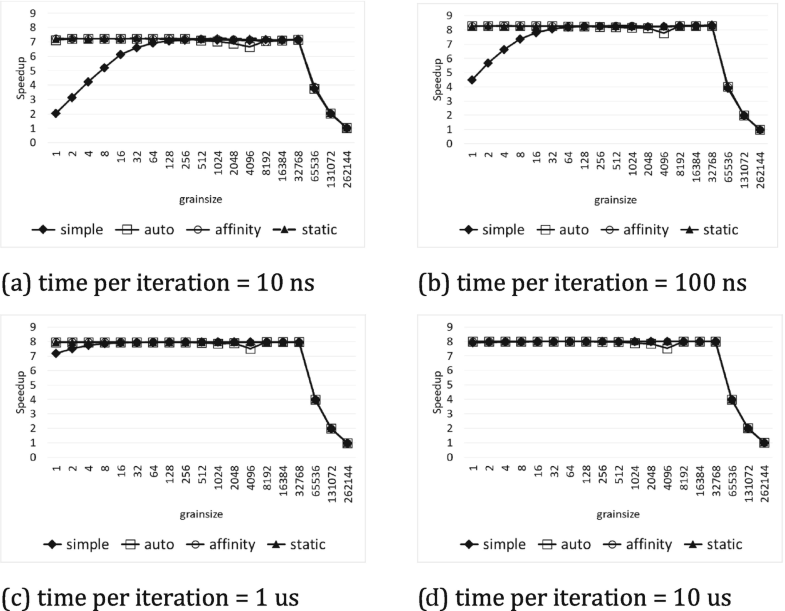 9
8
7
6
5
4
3
2
1
0
Speedup
1 2 4 8 16 32 64 128 256 512 1024 2048 4096 8192 16384 32768 65536 131072 262144
grainsize
simple auto affinity static
(a) time per iteration = 10 ns
9
8
7
6
5
4
3
2
1
0
Speedup
1 2 4 8 16 32 64 128 256 512 1024 2048 4096 8192 16384 32768 65536 131072 262144
grainsize
simple auto affinity static
(b) time per iteration = 100 ns
9
8
7
6
5
4
3
2
1
0
Speedup
1 2 4 8 16 32 64 128 256 512 1024 2048 4096 8192 16384 32768 65536 131072 262144
grainsize
simple auto affinity static
(c) time per iteration = 1 us
9
8
7
6
5
4
3
2
1
0
Speedup
1 2 4 8 16 32 64 128 256 512 1024 2048 4096 8192 16384 32768 65536 131072 262144
grainsize
simple auto affinity static
(d) time per iteration = 10 us